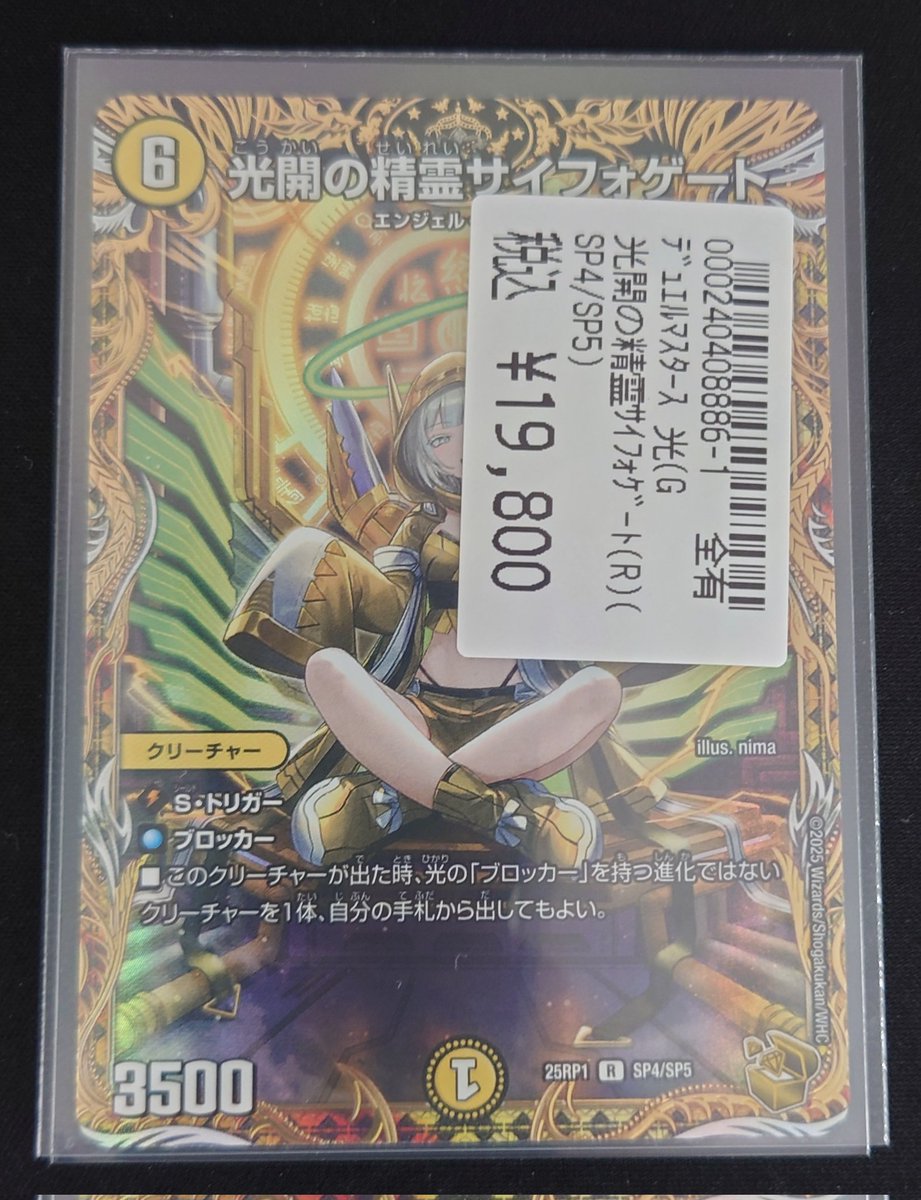 6
こうかい せいれい
光開の精霊サイフォゲート
エンジェル
000240408886-1
全有
デュエルマスターズ 光(G
光開の精霊サイフォゲート(R)(
SP4/SP5)
税込 ¥19,800
クリーチャー
illus. nima
S・トリガー
ブロッカー
■このクリーチャーが出た時、光の「ブロッカー」を持つ進化ではない
クリーチャーを1体、自分の手札から出してもよい。
©2025 Wizards/Shogakukan/WHC
3500
1
25RP1 R SP4/SP5